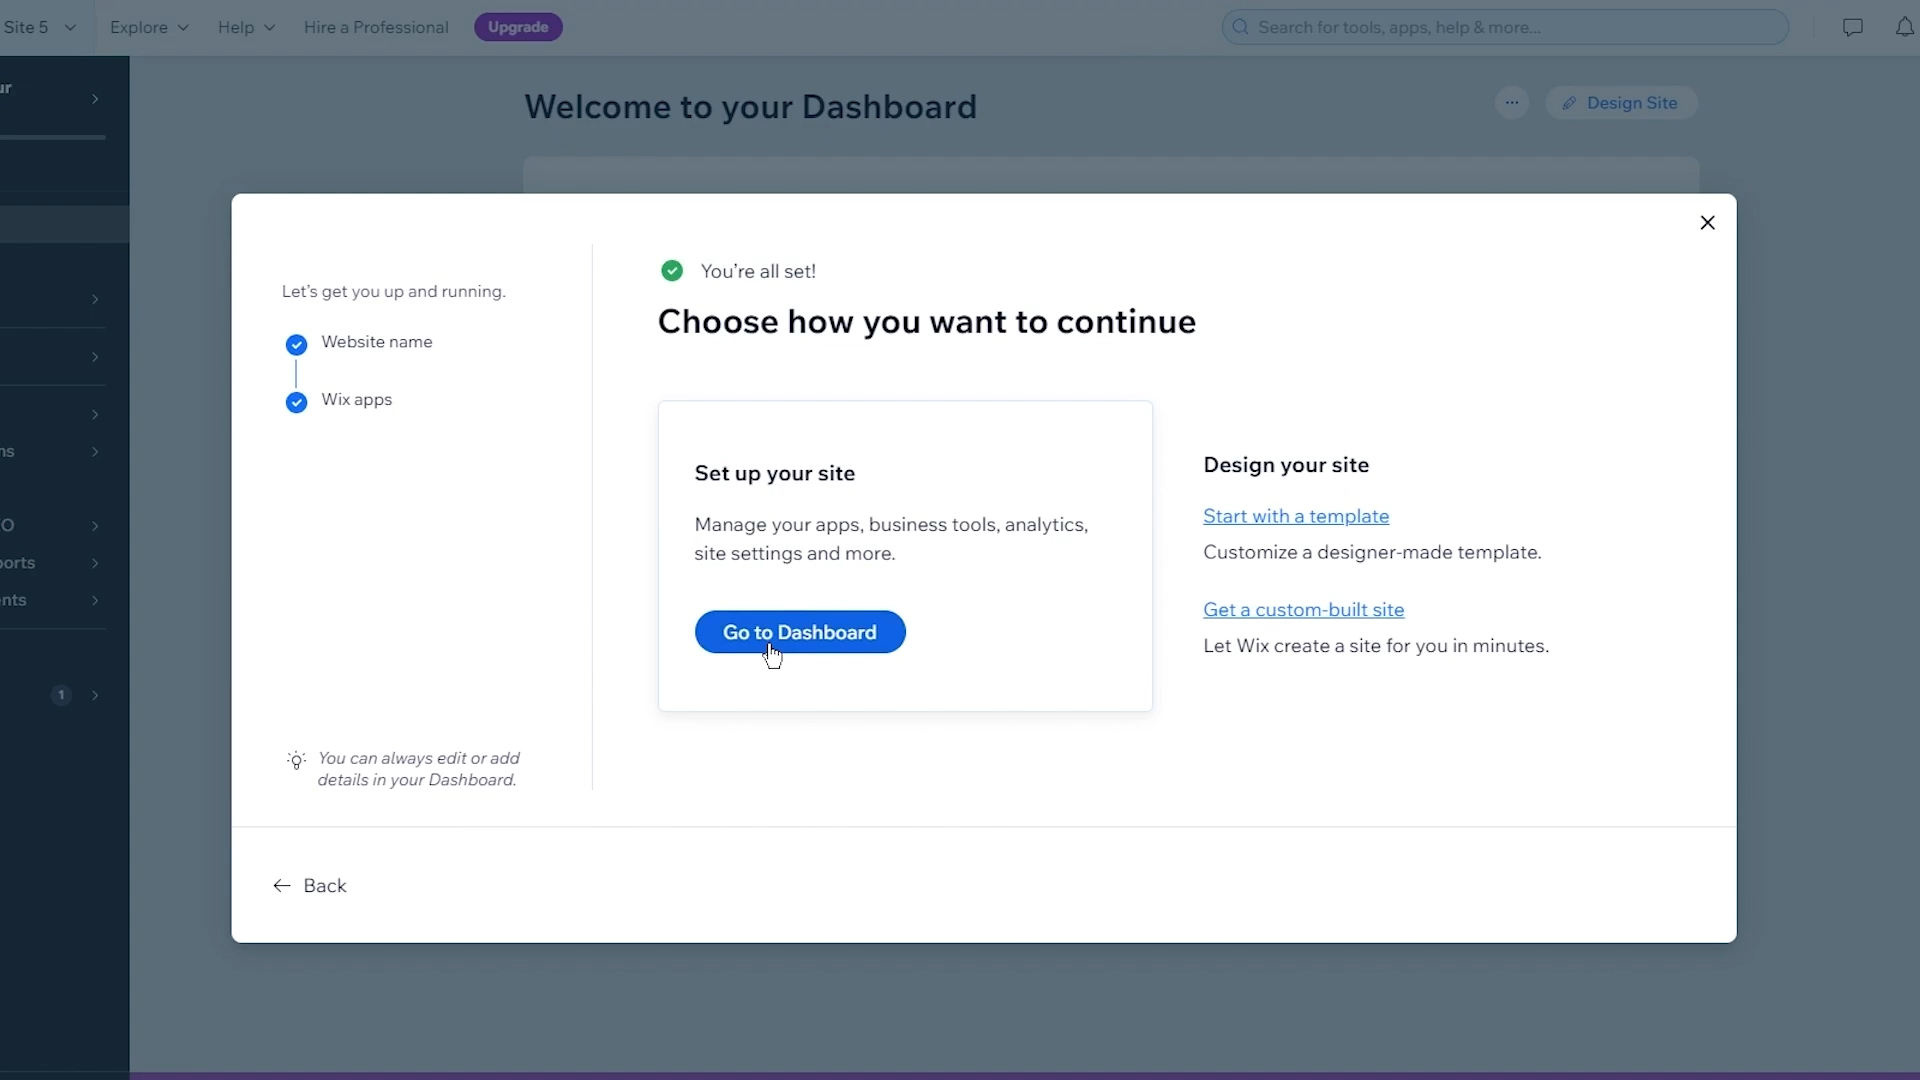 Site 5
Explore
Help
Hire a Professional
Upgrade
Search for tools, apps, help & more...
Welcome to your Dashboard
...
Design Site
You're all set!
Choose how you want to continue
Let's get you up and running.
Website name
Wix apps
Set up your site
Manage your apps, business tools, analytics,
site settings and more.
Go to Dashboard
Design your site
Start with a template
Customize a designer-made template.
Get a custom-built site
Let Wix create a site for you in minutes.
1
You can always edit or add
details in your Dashboard.
Back